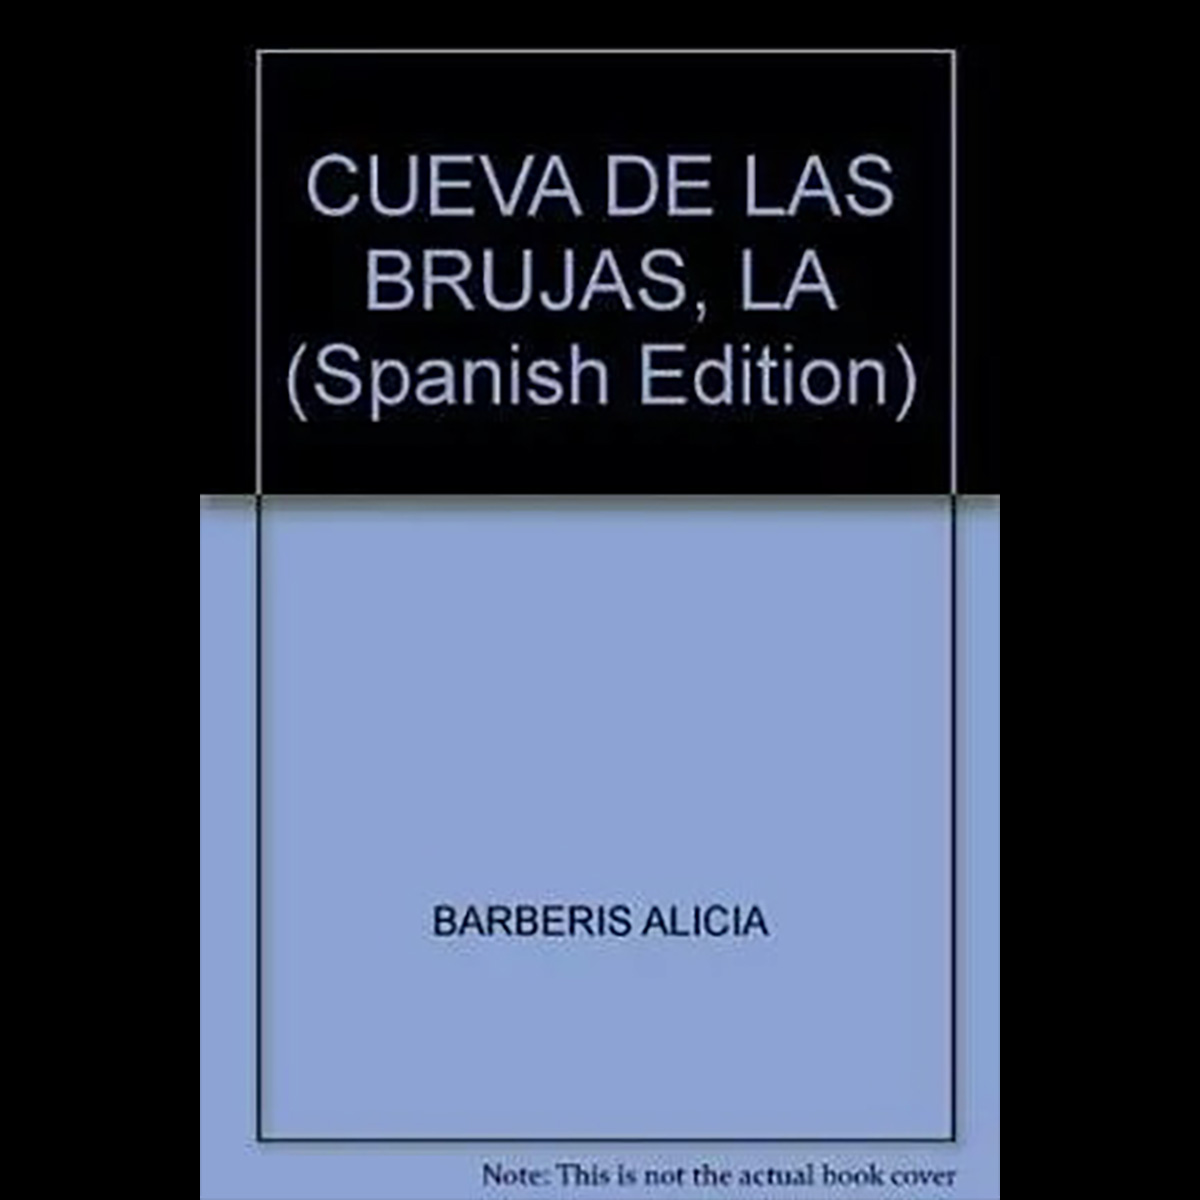 CUEVA DE LAS
BRUJAS, LA
(Spanish Edition)
BARBERIS ALICIA
Note: This is not the actual book cover